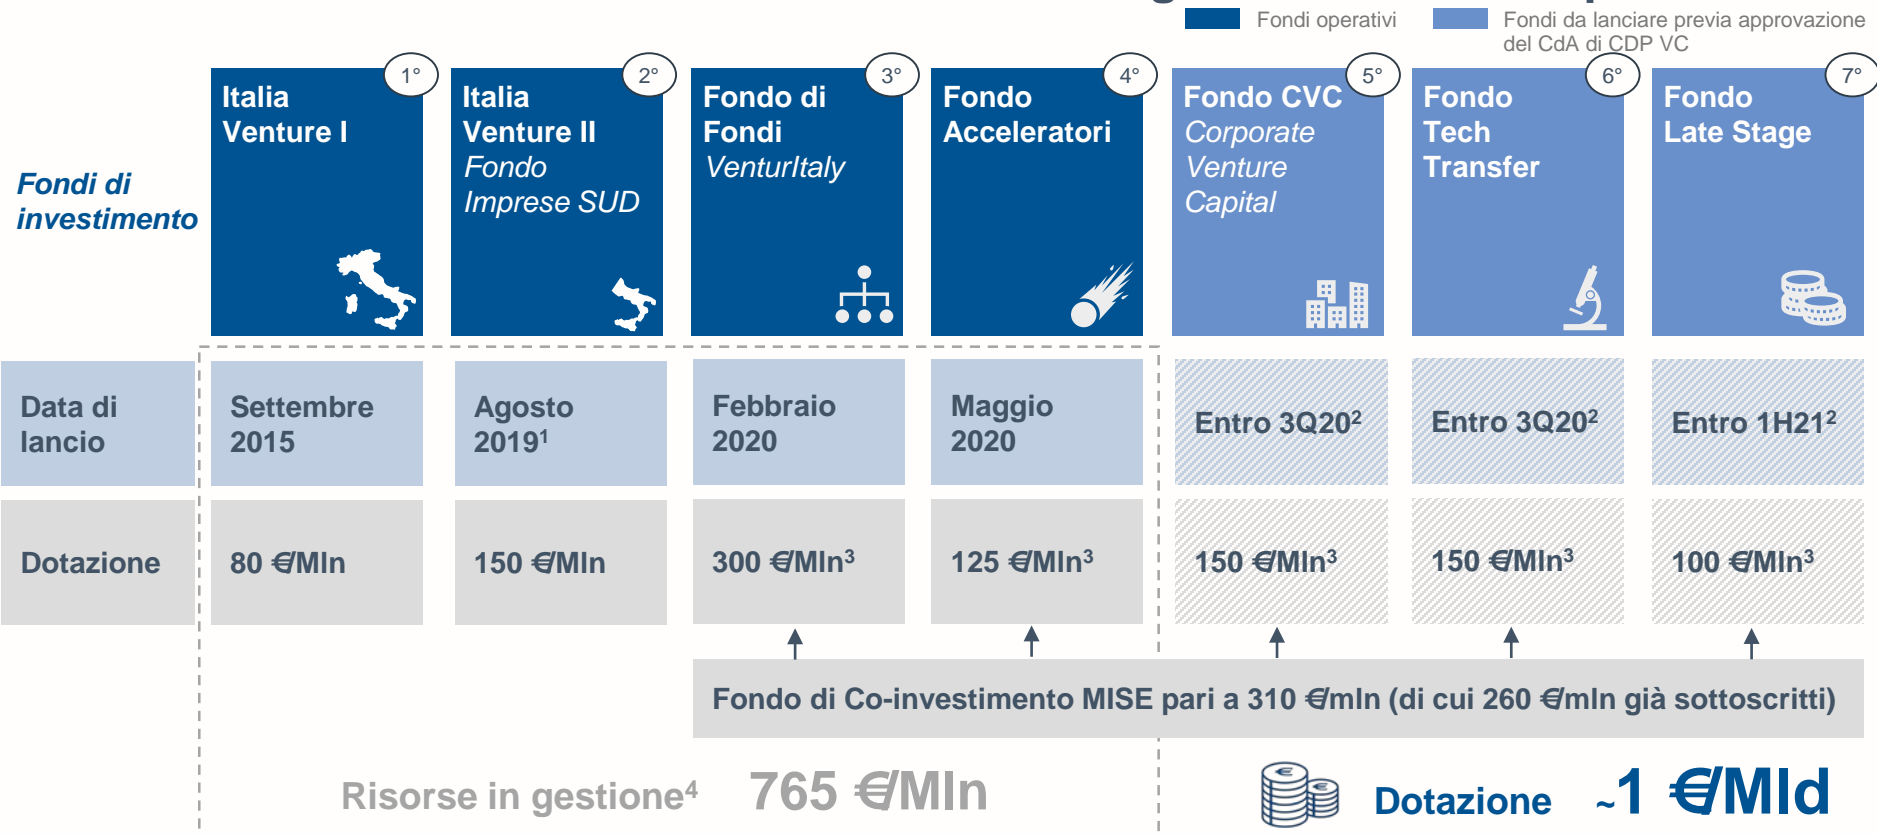 Fondi operativi
Fondi da lanciare previa approvazione
del CdA di CDP VC
Fondi di
investimento
1°
Italia
Venture I
2°
Italia
Venture II
Fondo
Imprese SUD
3°
Fondo di
Fondi
VenturItaly
4°
Fondo
Acceleratori
5°
Fondo CVC
Corporate
Venture
Capital
6°
Fondo
Tech
Transfer
7°
Fondo
Late Stage
Data di
lancio
Settembre
2015
Agosto
2019¹
Febbraio
2020
Maggio
2020
Entro 3Q20²
Entro 3Q20²
Entro 1H21²
Dotazione
80 €/Mln
150 €/Mln
300 €/Mln³
125 €/Mln³
150 €/Mln³
150 €/Mln³
100 €/Mln³
Fondo di Co-investimento MISE pari a 310 €/mln (di cui 260 €/mln già sottoscritti)
Risorse in gestione⁴ 765 €/Mln
Dotazione ~1 €/Mld